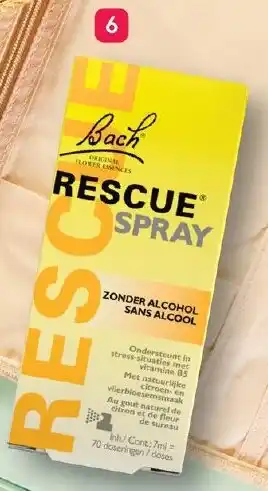 6
RESCUE
Bach®
ORIGINAL
FLOWER ESSENCES
RESCUE®
SPRAY
ZONDER ALCOHOL
SANS ALCOOL
Ondersteunt in
stress-situaties met
vitamine B5
Met natuurlijke
citroen- en
vlierbloesemsmaak
Au goût naturel de
citron et de fleur
de sureau
Inh./ Cont.: 7ml =
70 doseringen / doses